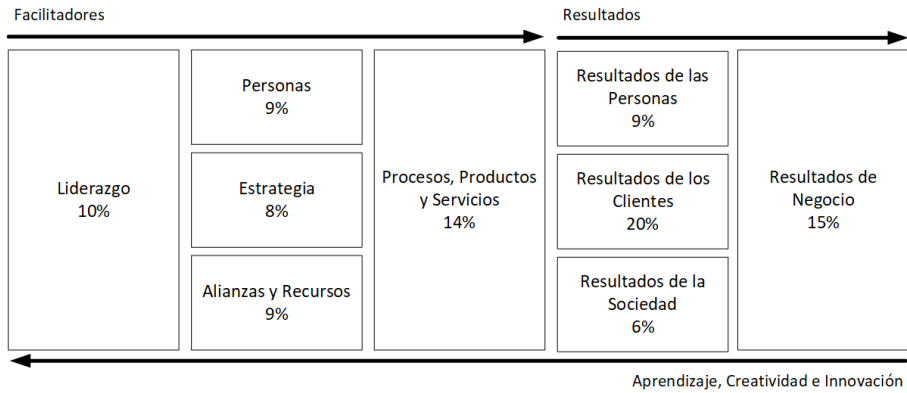 Facilitadores
Resultados
Liderazgo
10%
Personas
9%
Estrategia
8%
Alianzas y Recursos
9%
Procesos, Productos
y Servicios
14%
Resultados de las
Personas
9%
Resultados de los
Clientes
20%
Resultados de la
Sociedad
6%
Resultados de
Negocio
15%
Aprendizaje, Creatividad e Innovación